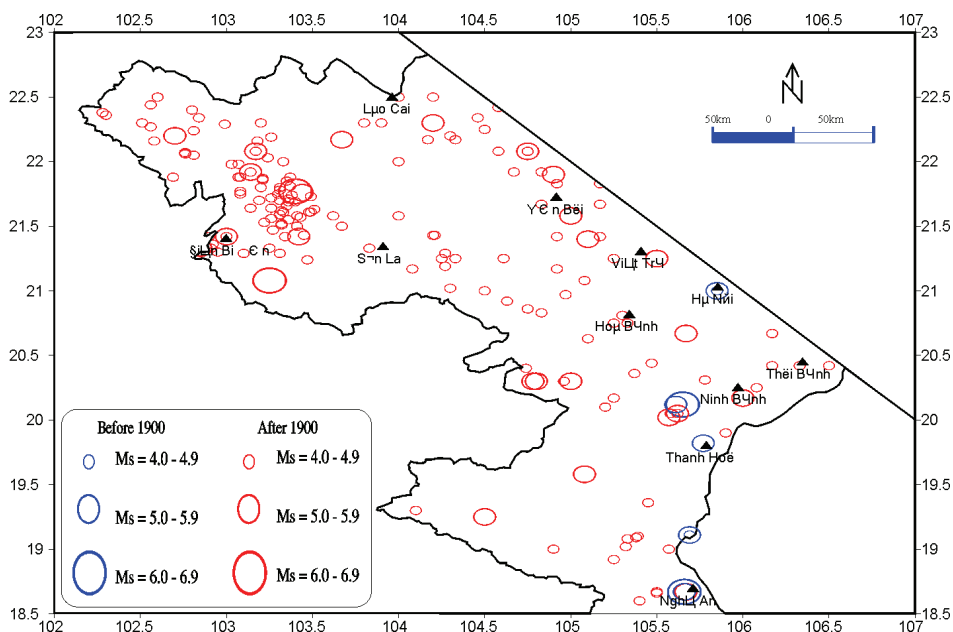 102 102.5 103 103.5 104 104.5 105 105.5 106 106.5 107
23 23
22.5 22.5
22 22
21.5 21.5
21 21
20.5 20.5
20 20
19.5 19.5
19 19
18.5 18.5
102 102.5 103 103.5 104 104.5 105 105.5 106 106.5 107
N
50km 0 50km
Lµo Cai
S¬n La
Hµ Néi
Thanh Hoë
Before 1900 After 1900
Ms = 4.0 - 4.9 Ms = 4.0 - 4.9
Ms = 5.0 - 5.9 Ms = 5.0 - 5.9
Ms = 6.0 - 6.9 Ms = 6.0 - 6.9